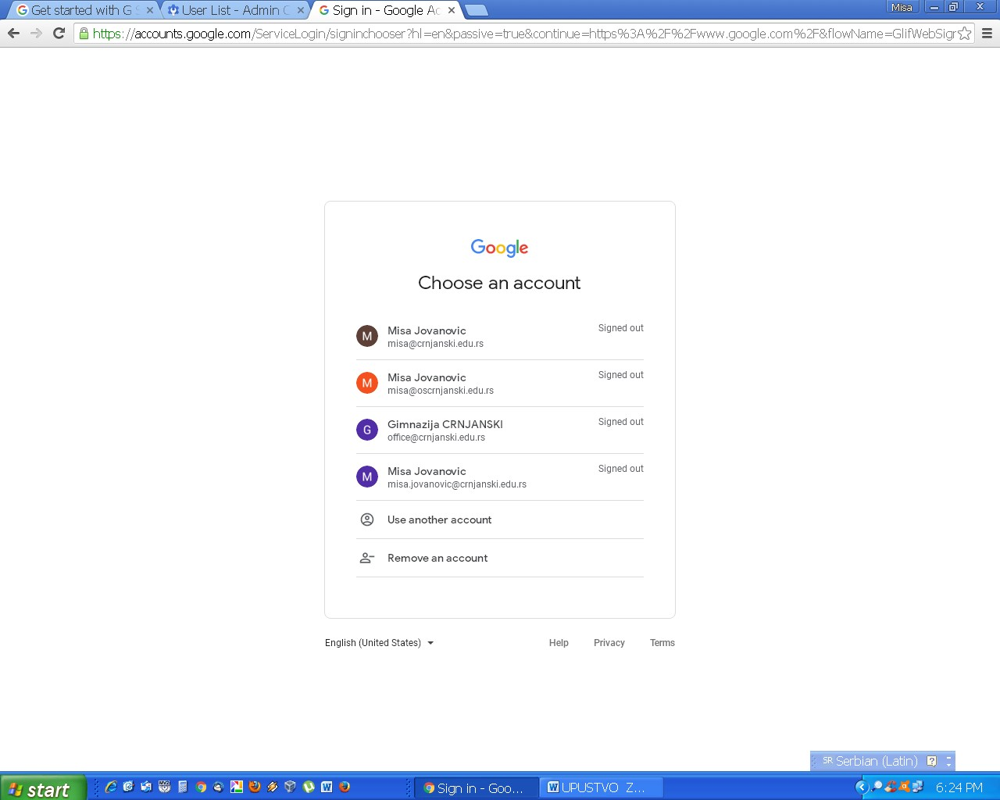 Get started with G S
User List - Admin C
Sign in - Google Ac
Misa
https://accounts.google.com/ServiceLogin/signinchooser?hl=en&passive=true&continue=https%3A%2F%2Fwww.google.com%2F&flowName=GlifWebSigr
Google
Choose an account
M
Misa Jovanovic
Signed out
misa@crnjanski.edu.rs
M
Misa Jovanovic
Signed out
misa@oscrnjanski.edu.rs
G
Gimnazija CRNJANSKI
Signed out
office@crnjanski.edu.rs
M
Misa Jovanovic
Signed out
misa.jovanovic@crnjanski.edu.rs
Use another account
Remove an account
English (United States)
Help
Privacy
Terms
SR Serbian (Latin)
start
Sign in - Goo...
UPUSTVO Z...
6:24 PM